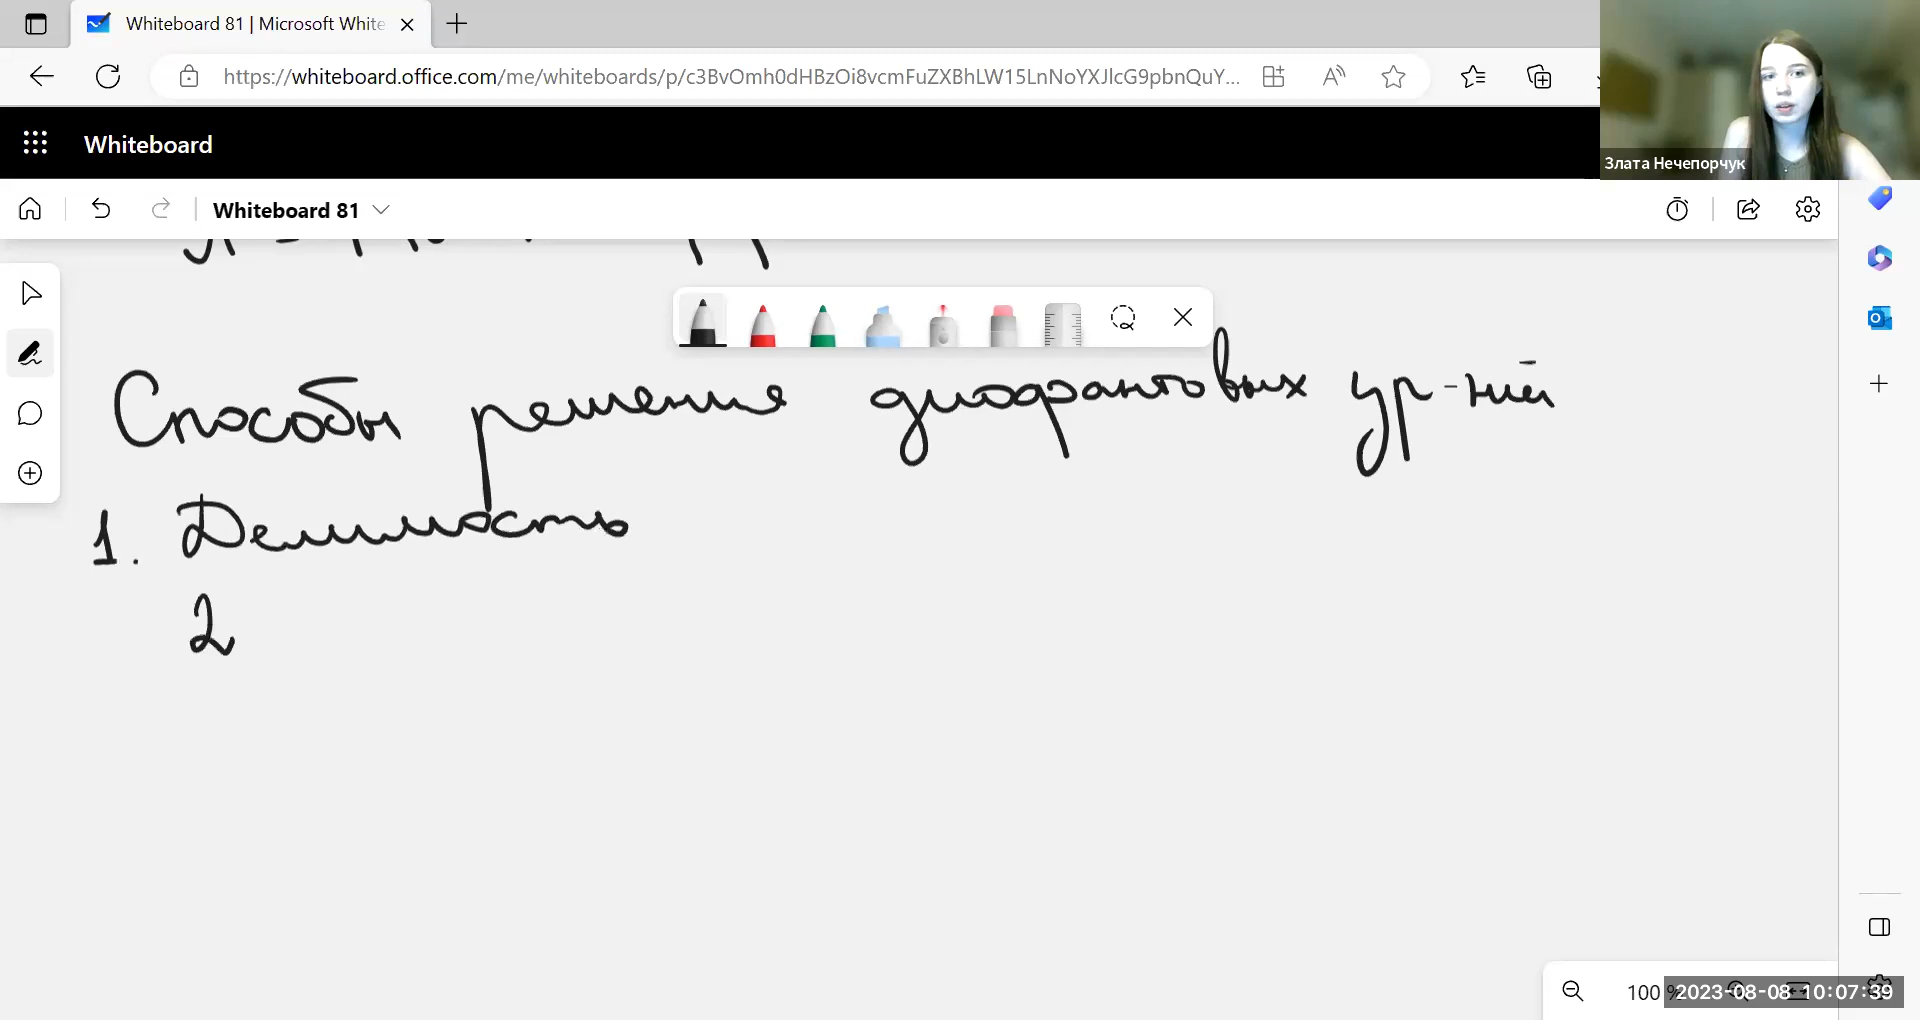 Whiteboard 81 | Microsoft White
https://whiteboard.office.com/me/whiteboards/p/c3BvOmh0dHBzOi8vcmFuZXBhLW15LnNoYXJlcG9pbnQuY...
Whiteboard
Злата Нечепорчук
Whiteboard 81
Способы решения диофрантовых ур-ний
1. Делимость
2
100 %
2023-08-08 10:07:39